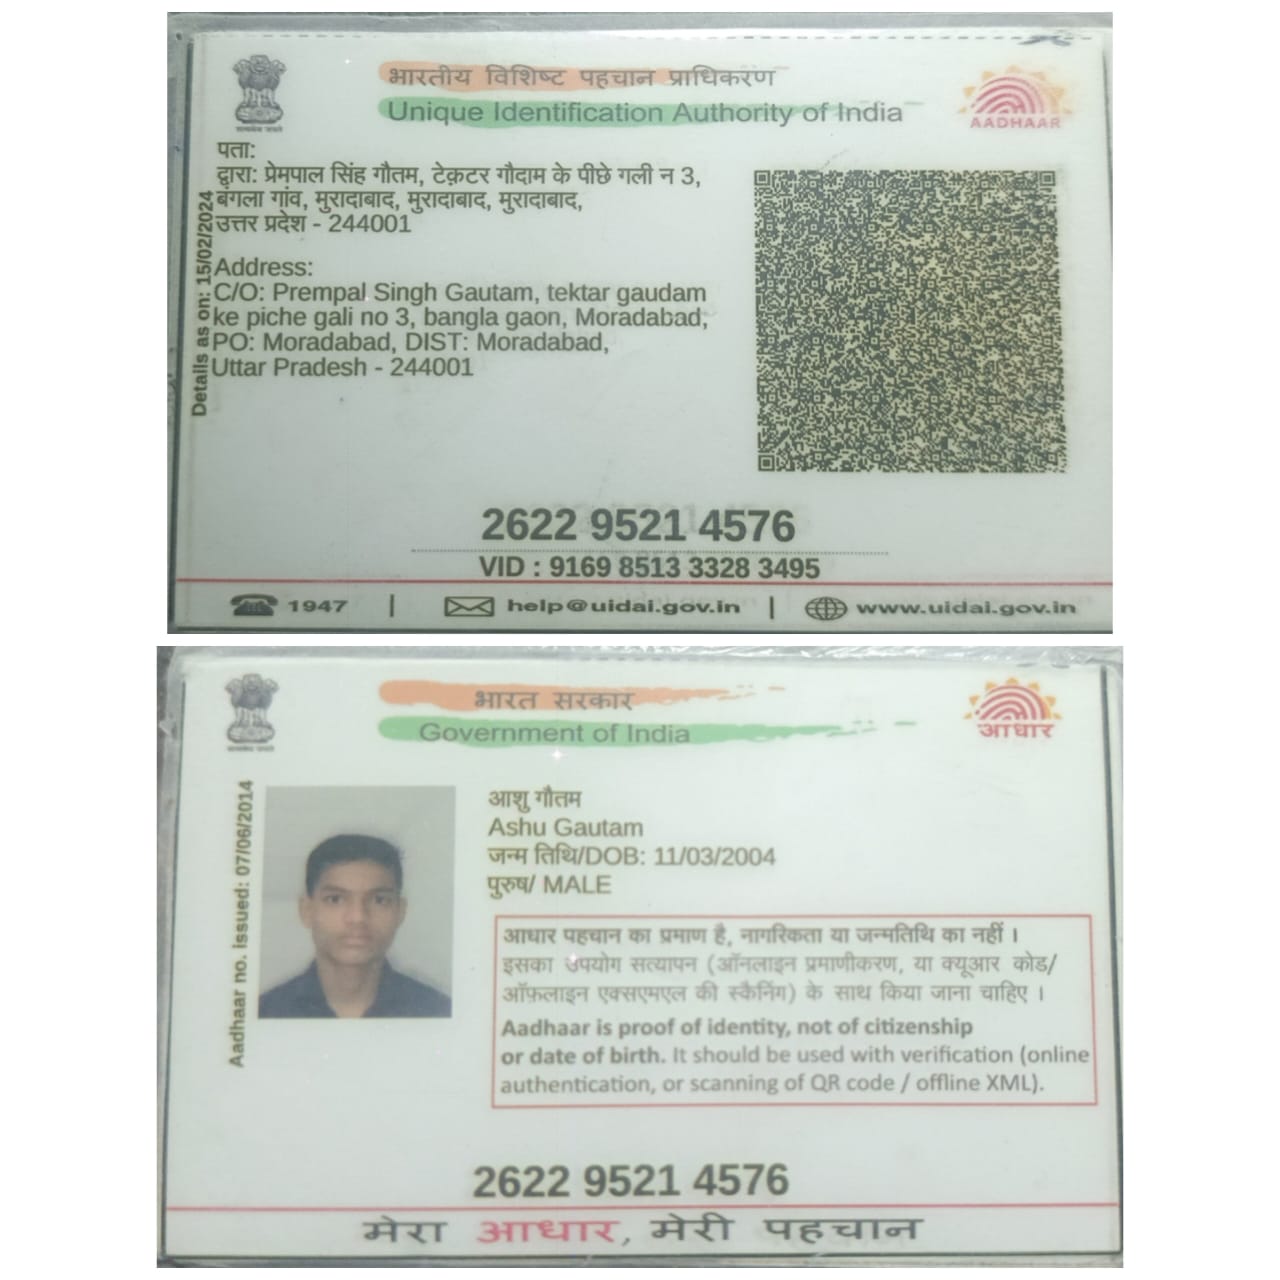 भारतीय विशिष्ट पहचान प्राधिकरण
Unique Identification Authority of India
AADHAAR
पता:
द्वारा: प्रेमपाल सिंह गौतम, टेक़टर गौदाम के पीछे गली न 3,
बंगला गांव, मुरादाबाद, मुरादाबाद, मुरादाबाद,
उत्तर प्रदेश - 244001
Address:
C/O: Prempal Singh Gautam, tektar gaudam
ke piche gali no 3, bangla gaon, Moradabad,
PO: Moradabad, DIST: Moradabad,
Uttar Pradesh - 244001
Details as on: 15/02/2024
2622 9521 4576
VID : 9169 8513 3328 3495
1947 | help@uidai.gov.in | www.uidai.gov.in
भारत सरकार
Government of India
आधार
Aadhaar no. issued: 07/06/2014
आशु गौतम
Ashu Gautam
जन्म तिथि/DOB: 11/03/2004
पुरुष/ MALE
आधार पहचान का प्रमाण है, नागरिकता या जन्मतिथि का नहीं ।
इसका उपयोग सत्यापन (ऑनलाइन प्रमाणीकरण, या क्यूआर कोड/
ऑफ़लाइन एक्सएमएल की स्कैनिंग) के साथ किया जाना चाहिए ।
Aadhaar is proof of identity, not of citizenship
or date of birth. It should be used with verification (online
authentication, or scanning of QR code / offline XML).
2622 9521 4576
मेरा आधार, मेरी पहचान